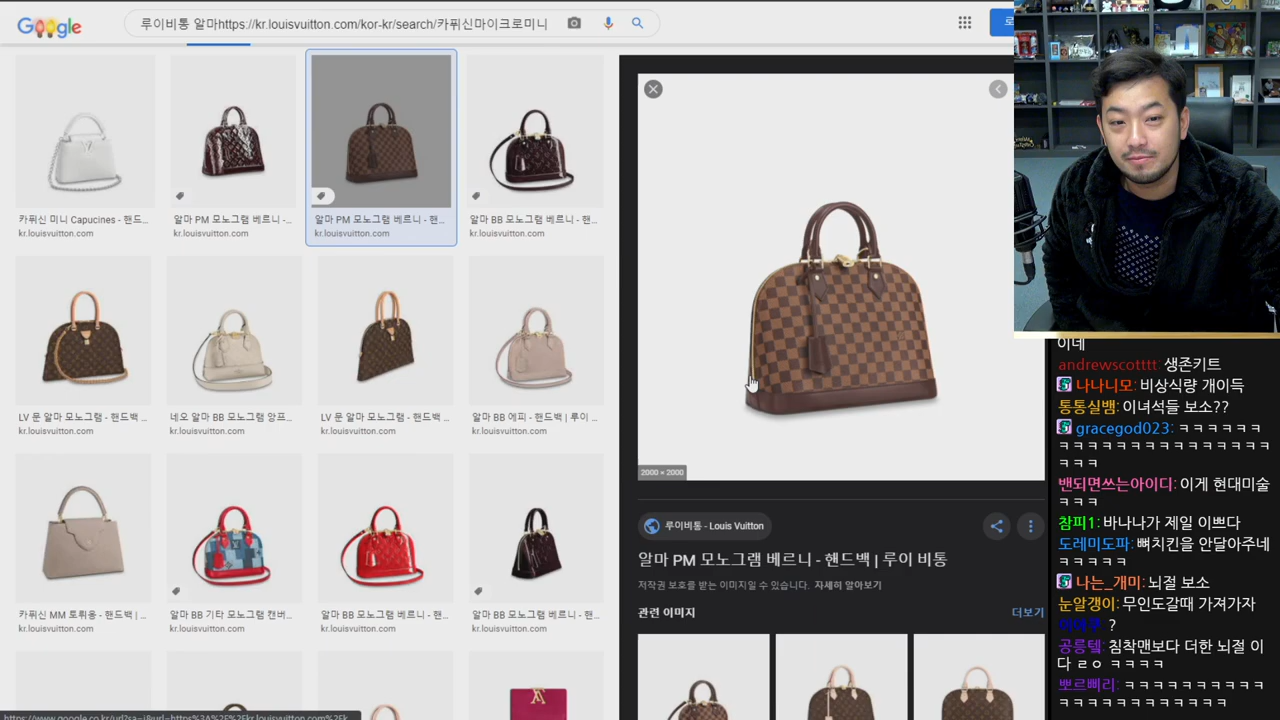 Google
루이비통 알마https://kr.louisvuitton.com/kor-kr/search/카퓌신마이크로미니
로
카퓌신 미니 Capucines - 핸드...
kr.louisvuitton.com
알마 PM 모노그램 베르니 -...
kr.louisvuitton.com
알마 PM 모노그램 베르니 - 핸...
kr.louisvuitton.com
알마 BB 모노그램 베르니 - 핸...
kr.louisvuitton.com
LV 문 알마 모노그램 - 핸드백 ...
kr.louisvuitton.com
네오 알마 BB 모노그램 앙프...
kr.louisvuitton.com
LV 문 알마 모노그램 - 핸드백 ...
kr.louisvuitton.com
알마 BB 에피 - 핸드백 | 루이 ...
kr.louisvuitton.com
카퓌신 MM 토뤼옹 - 핸드백 | ...
kr.louisvuitton.com
알마 BB 기타 모노그램 캔버...
kr.louisvuitton.com
알마 BB 모노그램 베르니 - 핸...
kr.louisvuitton.com
알마 BB 모노그램 베르니 - 핸...
kr.louisvuitton.com
2000 × 2000
루이비통 - Louis Vuitton
알마 PM 모노그램 베르니 - 핸드백 | 루이 비통
저작권 보호를 받는 이미지일 수 있습니다. 자세히 알아보기
관련 이미지
더보기
이네
andrewscotttt: 생존키트
나나니모: 비상식량 개이득
통통실뱀: 이녀석들 보소??
gracegod023: ㅋㅋㅋㅋㅋㅋ
ㅋㅋㅋㅋㅋㅋㅋㅋㅋㅋㅋㅋㅋㅋㅋ
ㅋㅋㅋ
밴되면쓰는아이디: 이게 현대미술
ㅋㅋㅋ
참피1: 바나나가 제일 이쁘다
도레미도파: 뼈치킨을 안달아주네
ㅋㅋㅋㅋㅋ
나는_개미: 뇌절 보소
눈알갱이: 무인도갈때 가져가자
?
공릉텤: 침착맨보다 더한 뇌절 이
다 ㄹㅇ ㅋㅋㅋㅋ
뽀르삐리: ㅋㅋㅋㅋㅋㅋㅋㅋㅋㅋ
ㅋㅋㅋㅋㅋㅋㅋㅋㅋㅋㅋㅋ